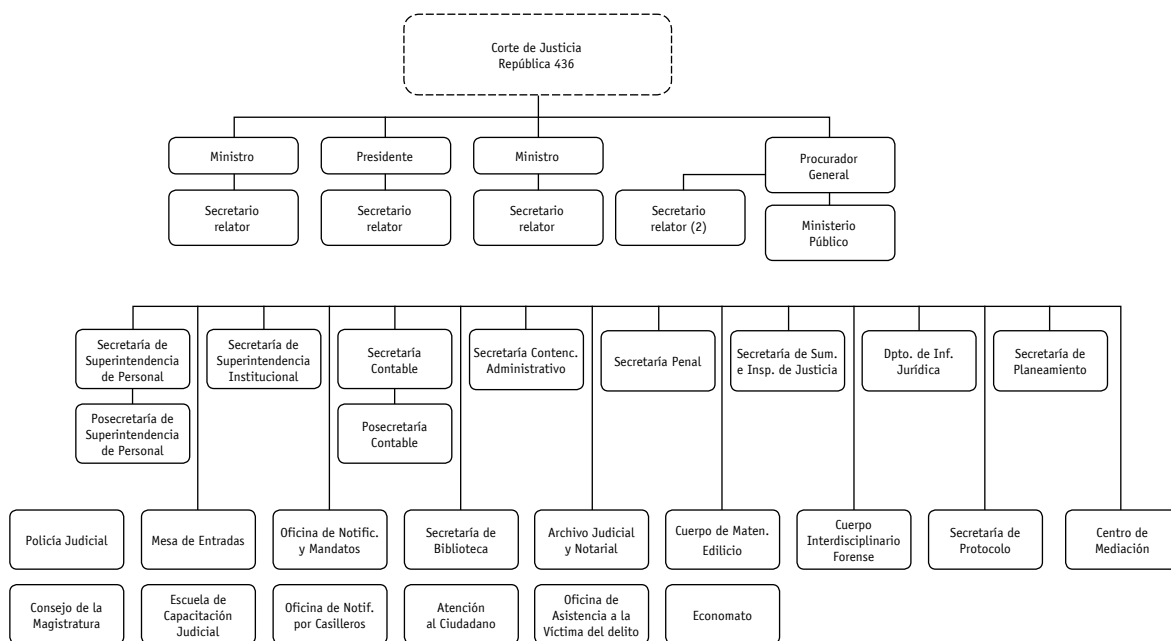 Corte de Justicia
República 436
Ministro
Presidente
Ministro
Procurador
General
Secretario
relator
Secretario
relator
Secretario
relator
Secretario
relator (2)
Ministerio
Público
Secretaría de
Superintendencia
de Personal
Secretaría de
Superintendencia
Institucional
Secretaría
Contable
Secretaría Contenc.
Administrativo
Secretaría Penal
Secretaría de Sum.
e Insp. de Justicia
Dpto. de Inf.
Jurídica
Secretaría de
Planeamiento
Posecretaría de
Superintendencia
de Personal
Posecretaría
Contable
Policía Judicial
Mesa de Entradas
Oficina de Notific.
y Mandatos
Secretaría de
Biblioteca
Archivo Judicial
y Notarial
Cuerpo de Maten.
Edilicio
Cuerpo
Interdisciplinario
Forense
Secretaría de
Protocolo
Centro de
Mediación
Consejo de la
Magistratura
Escuela de
Capacitación
Judicial
Oficina de Notif.
por Casilleros
Atención
al Ciudadano
Oficina de
Asistencia a la
Víctima del delito
Economato